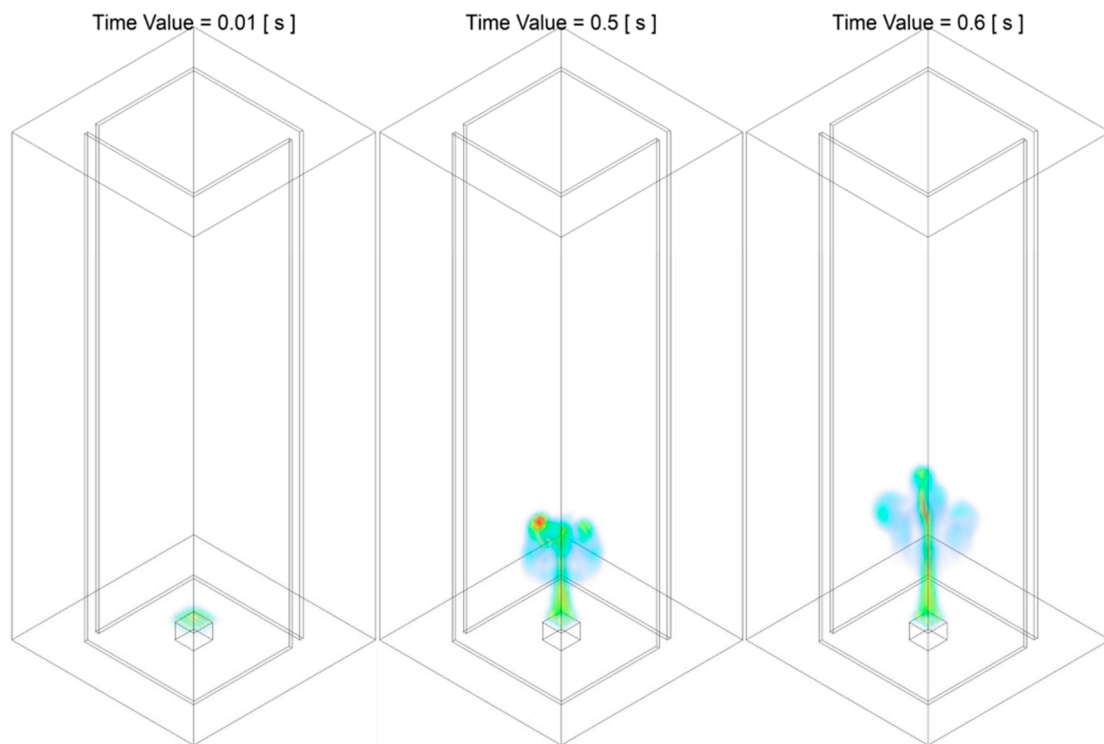 Time Value = 0.01 [ s ]
Time Value = 0.5 [ s ]
Time Value = 0.6 [ s ]